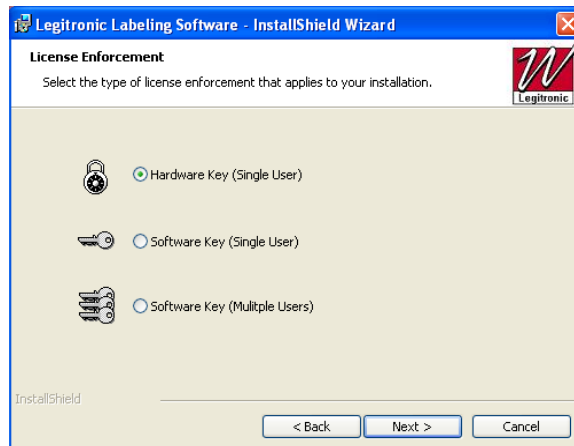 Legitronic Labeling Software - InstallShield Wizard
License Enforcement
Select the type of license enforcement that applies to your installation.
W
Legitronic
Hardware Key (Single User)
Software Key (Single User)
Software Key (Mulitple Users)
InstallShield
< Back
Next >
Cancel